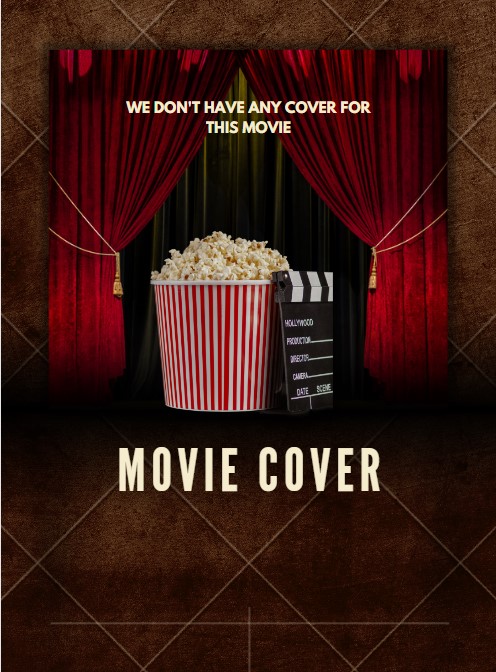 WE DON'T HAVE ANY COVER FOR
THIS MOVIE
HOLLYWOOD
PRODUCTION
DIRECTOR
CAMERA
DATE SCENE
MOVIE COVER